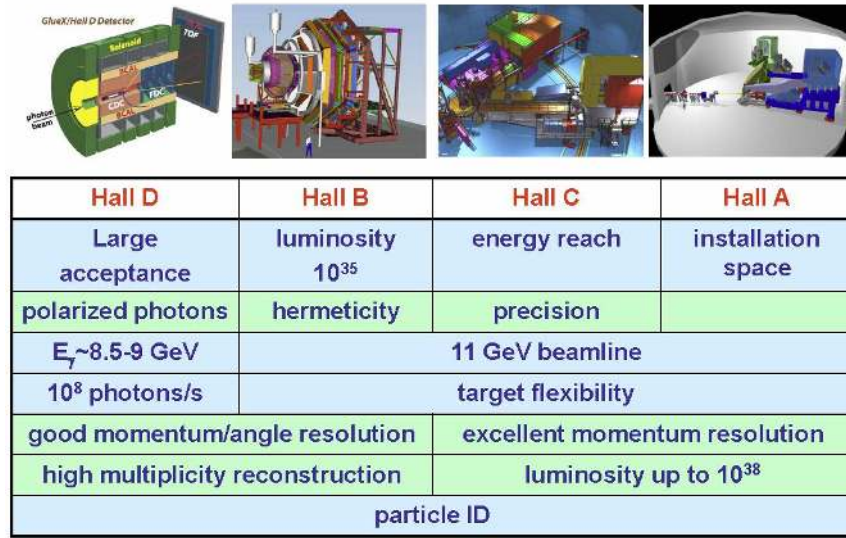 GlueX/Hall D Detector
Solenoid
TOF
BCAL
CDC
FDC
BCAL
photon
beam
Hall D Hall B Hall C Hall A
Large acceptance luminosity 10³⁵ energy reach installation space
polarized photons hermeticity precision
Eγ~8.5-9 GeV 11 GeV beamline
10⁸ photons/s target flexibility
good momentum/angle resolution excellent momentum resolution
high multiplicity reconstruction luminosity up to 10³⁸
particle ID